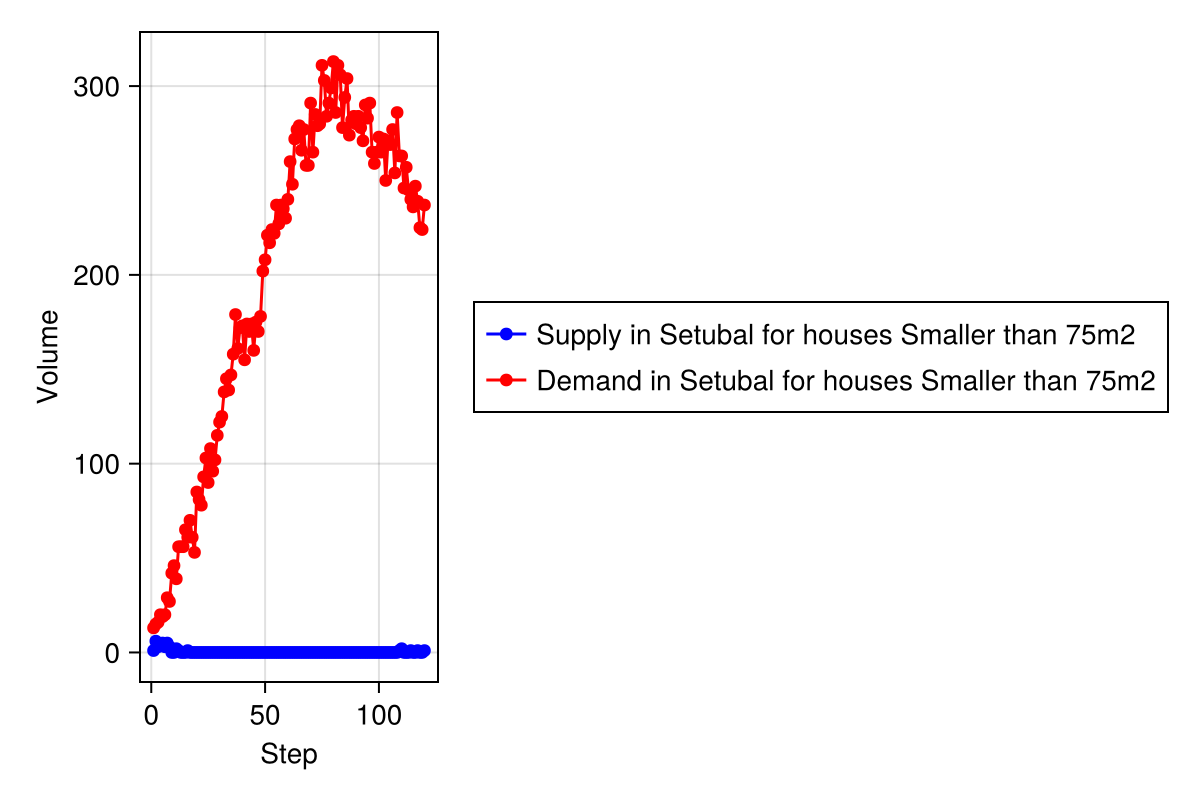 300
200
100
0
Volume
0 50 100
Step
Supply in Setubal for houses Smaller than 75m2
Demand in Setubal for houses Smaller than 75m2